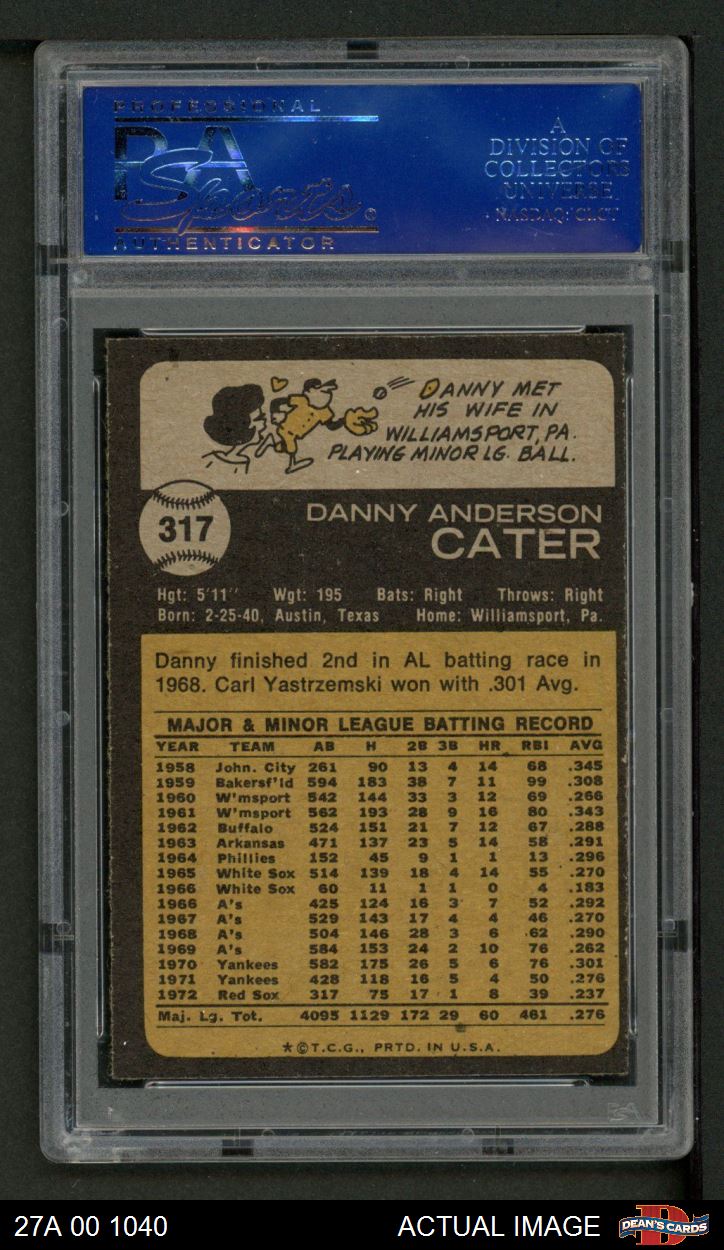 PROFESSIONAL
PSA
Sports®
AUTHENTICATOR
A
DIVISION OF
COLLECTORS
UNIVERSE
NASDAQ: CLCT
DANNY MET
HIS WIFE IN
WILLIAMSPORT, PA.
PLAYING MINOR LG. BALL.
317
DANNY ANDERSON
CATER
Hgt: 5'11" Wgt: 195 Bats: Right Throws: Right
Born: 2-25-40, Austin, Texas Home: Williamsport, Pa.
Danny finished 2nd in AL batting race in
1968. Carl Yastrzemski won with .301 Avg.
MAJOR & MINOR LEAGUE BATTING RECORD
YEAR TEAM AB H 2B 3B HR RBI AVG
1958 John. City 261 90 13 4 14 68 .345
1959 Bakersf'ld 594 183 38 7 11 99 .308
1960 W'msport 542 144 33 3 12 69 .266
1961 W'msport 562 193 28 9 16 80 .343
1962 Buffalo 524 151 21 7 12 67 .288
1963 Arkansas 471 137 23 5 14 58 .291
1964 Phillies 152 45 9 1 1 13 .296
1965 White Sox 514 139 18 4 14 55 .270
1966 White Sox 60 11 1 1 0 4 .183
1966 A's 425 124 16 3 7 52 .292
1967 A's 529 143 17 4 4 46 .270
1968 A's 504 146 28 3 6 62 .290
1969 A's 584 153 24 2 10 76 .262
1970 Yankees 582 175 26 5 6 76 .301
1971 Yankees 428 118 16 5 4 50 .276
1972 Red Sox 317 75 17 1 8 39 .237
Maj. Lg. Tot. 4095 1129 172 29 60 461 .276
★©T.C.G., PRTD. IN U.S.A.
PSA
27A 00 1040 ACTUAL IMAGE
D
DEAN'S CARDS